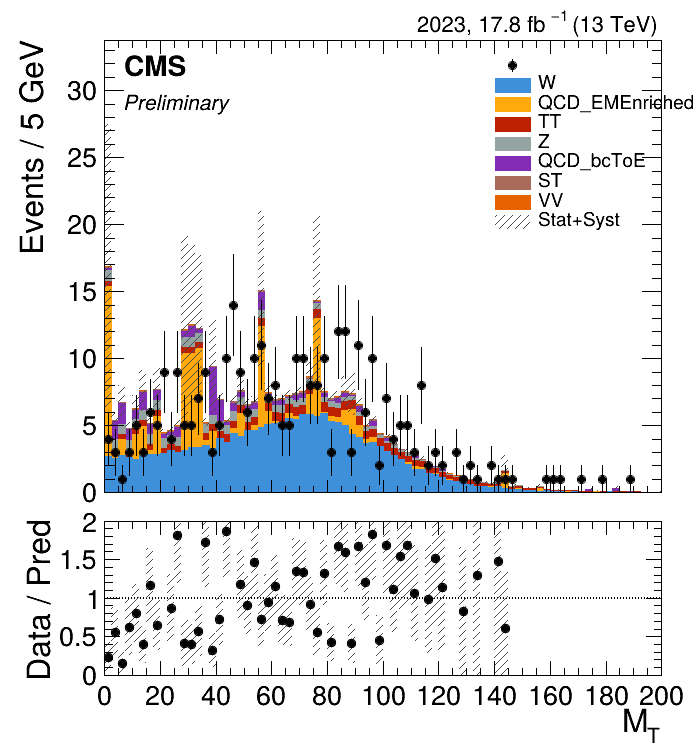 2023, 17.8 fb⁻¹ (13 TeV)
CMS
Preliminary
W
QCD_EMEnriched
TT
Z
QCD_bcToE
ST
VV
Stat+Syst
Events / 5 GeV
30
25
20
15
10
5
0
Data / Pred
2
1.5
1
0.5
0
0 20 40 60 80 100 120 140 160 180 200
M_T